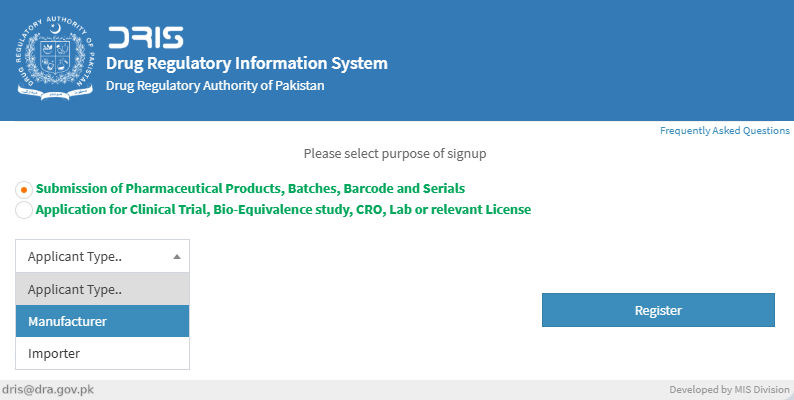 DRUG REGULATORY AUTHORITY OF PAKISTAN
DRIS
Drug Regulatory Information System
Drug Regulatory Authority of Pakistan
Frequently Asked Questions
Please select purpose of signup
Submission of Pharmaceutical Products, Batches, Barcode and Serials
Application for Clinical Trial, Bio-Equivalence study, CRO, Lab or relevant License
Applicant Type..
Applicant Type..
Manufacturer
Register
Importer
dris@dra.gov.pk
Developed by MIS Division